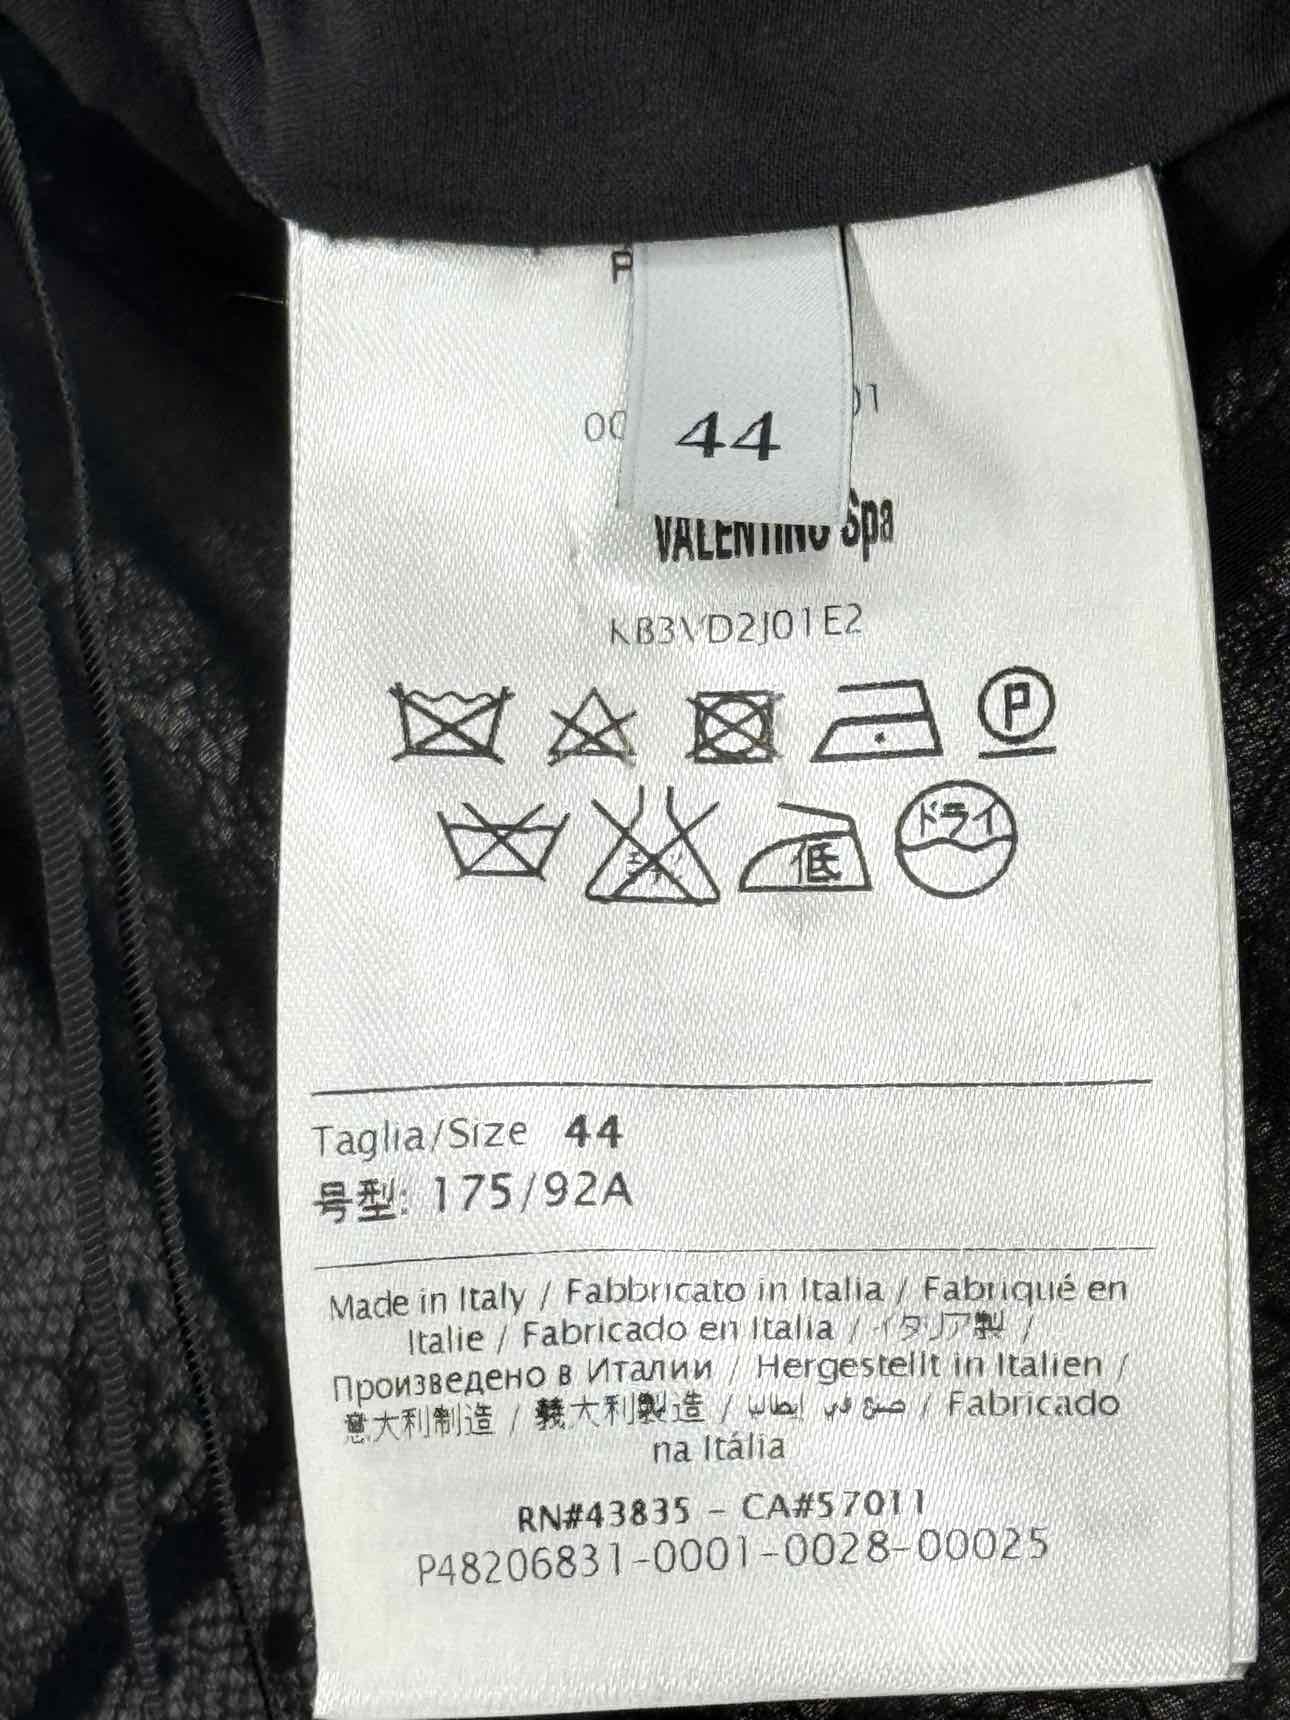 44
VALENTINO Spa
KB3VD2J01E2
P
ドライ
低
Taglia/Size 44
号型: 175/92A
Made in Italy / Fabbricato in Italia / Fabriqué en
Italie / Fabricado en Italia / イタリア製 /
Произведено в Италии / Hergestellt in Italien /
意大利制造 / 義大利製造 / صنع في إيطاليا / Fabricado
na Itália
RN#43835 - CA#57011
P48206831-0001-0028-00025